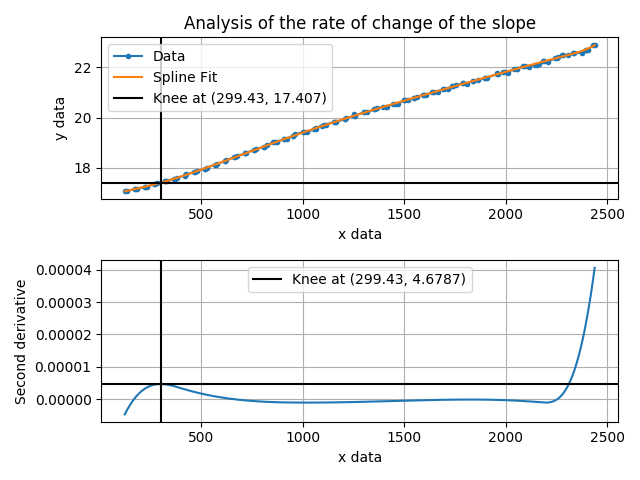 Analysis of the rate of change of the slope
Data
Spline Fit
Knee at (299.43, 17.407)
22
20
18
y data
500 1000 1500 2000 2500
x data
Knee at (299.43, 4.6787)
0.00004
0.00003
0.00002
0.00001
0.00000
Second derivative
500 1000 1500 2000 2500
x data